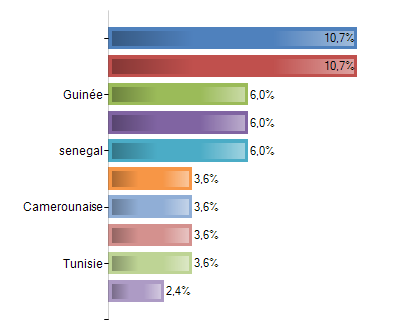 10,7%
10,7%
Guinée 6,0%
6,0%
senegal 6,0%
3,6%
Camerounaise 3,6%
3,6%
Tunisie 3,6%
2,4%